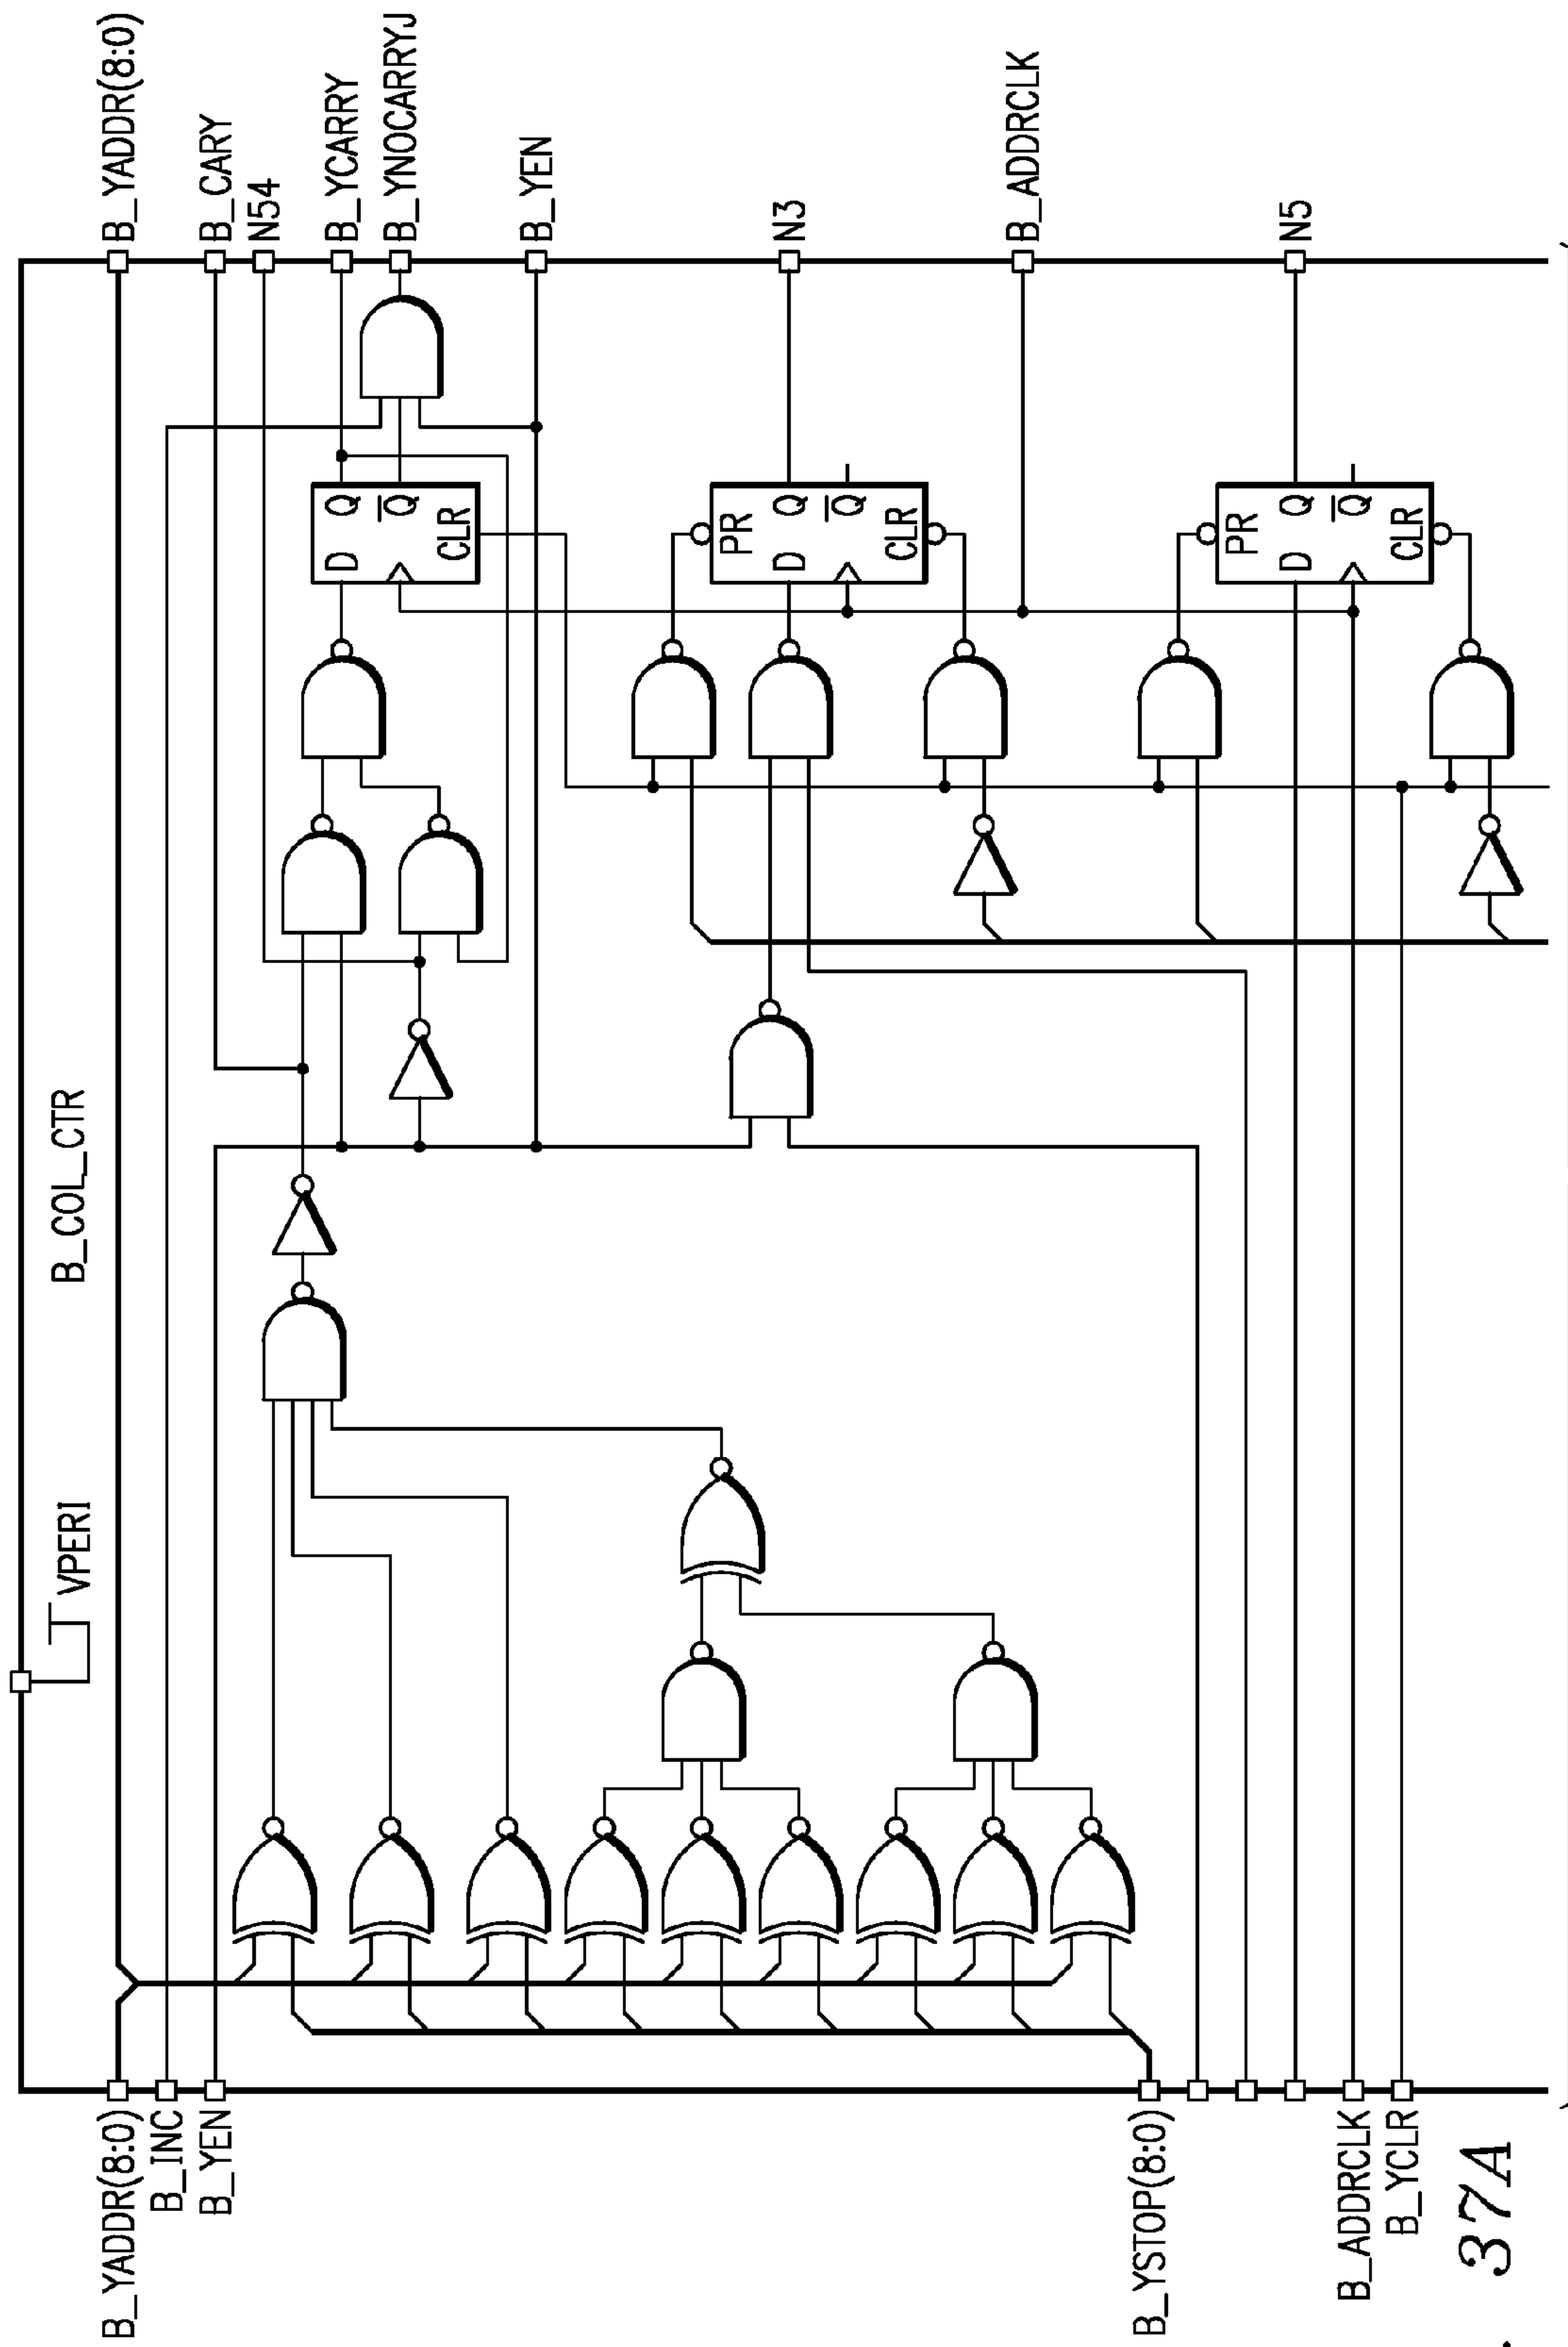 B_COL_CTR
VPERI
B_YADDR(8:0)
B_INC
B_YEN
B_YSTOP(8:0)
B_ADDRCLK
B_YCLR
B_YADDR(8:0)
B_CARY
N54
B_YCARRY
B_YNOCARRYJ
B_YEN
N3
B_ADDRCLK
N5
D Q
Q
CLR
PR
D Q
Q
CLR
PR
D Q
Q
CLR
37A